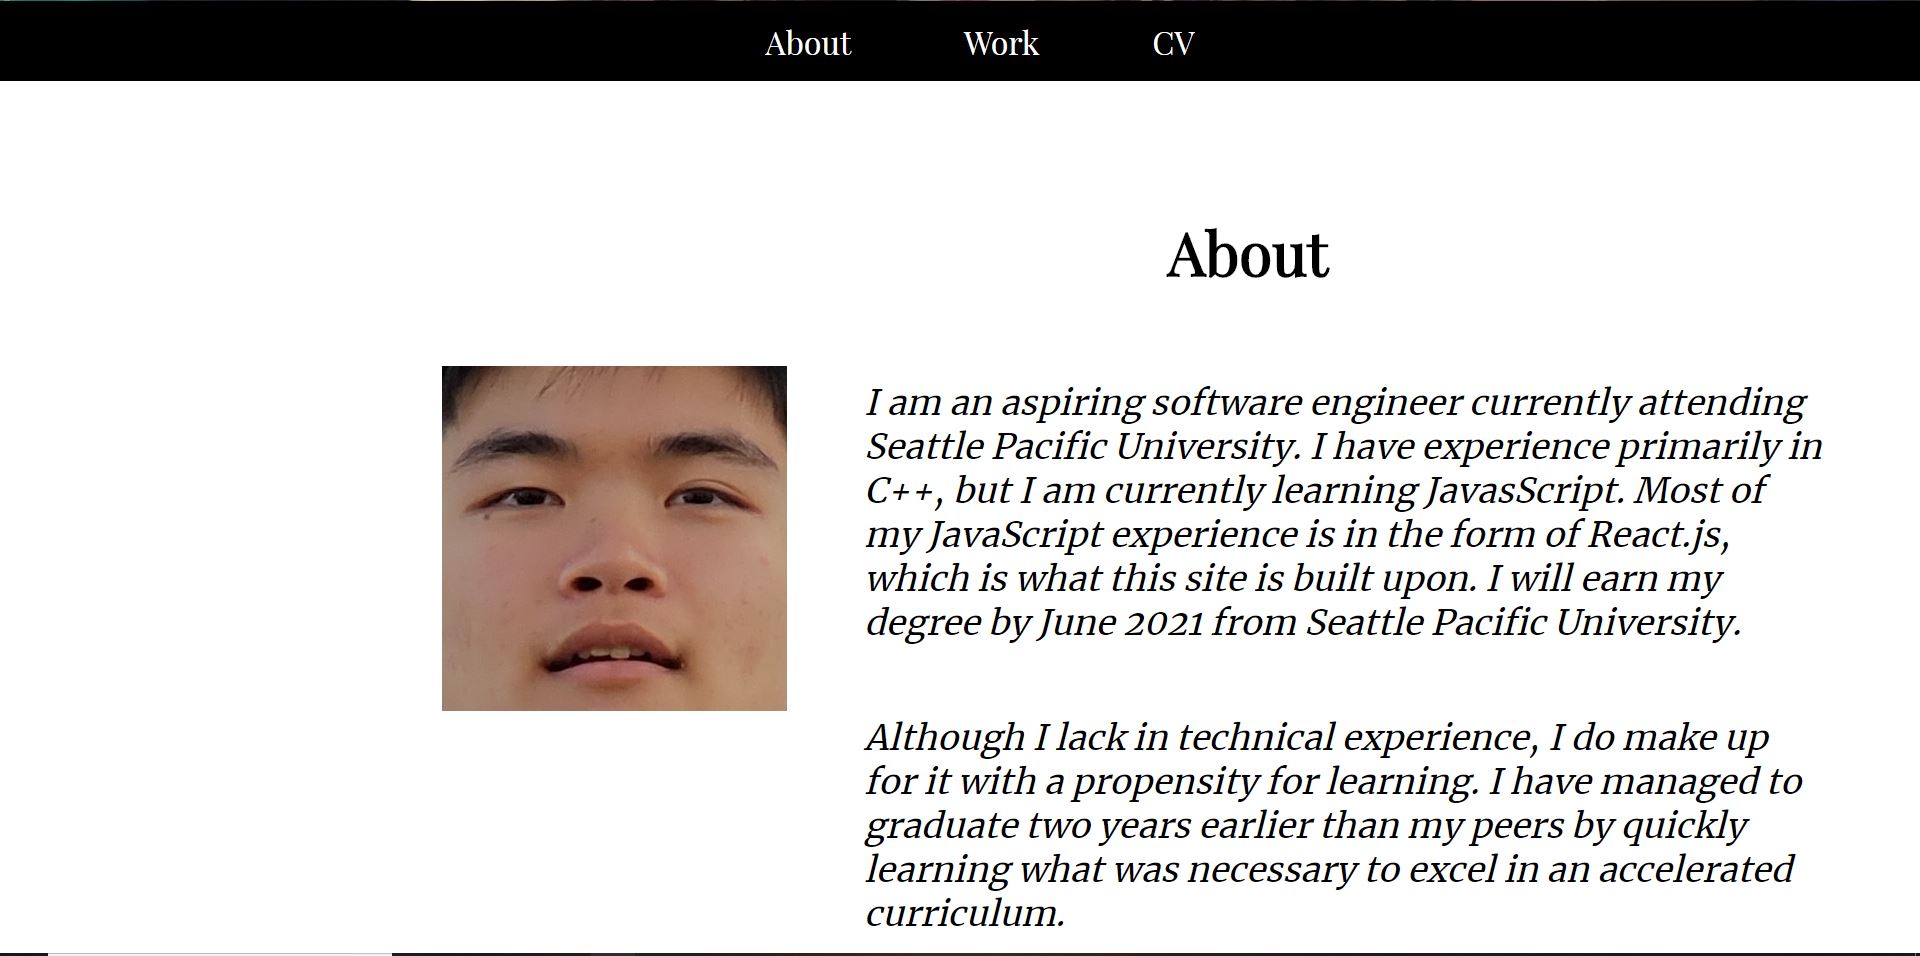 About Work CV
About
I am an aspiring software engineer currently attending
Seattle Pacific University. I have experience primarily in
C++, but I am currently learning JavasScript. Most of
my JavaScript experience is in the form of React.js,
which is what this site is built upon. I will earn my
degree by June 2021 from Seattle Pacific University.
Although I lack in technical experience, I do make up
for it with a propensity for learning. I have managed to
graduate two years earlier than my peers by quickly
learning what was necessary to excel in an accelerated
curriculum.